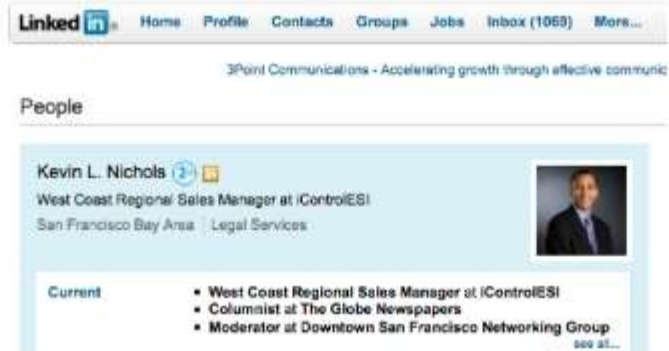 Linked in Home Profile Contacts Groups Jobs Inbox (1069) More...
3Point Communications - Accelerating growth through effective communic
People
Kevin L. Nichols 2
West Coast Regional Sales Manager at iControlESI
San Francisco Bay Area | Legal Services
Current
▪ West Coast Regional Sales Manager at iControlESI
▪ Columnist at The Globe Newspapers
▪ Moderator at Downtown San Francisco Networking Group
see all...